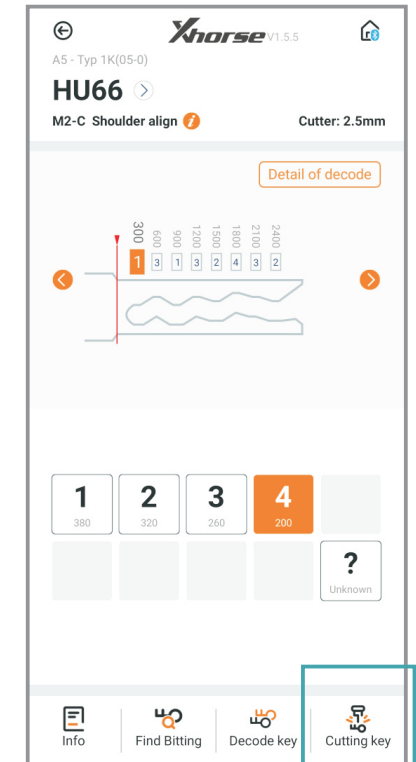 Xhorse V1.5.5
A5 - Typ 1K(05-0)
HU66
M2-C Shoulder align i Cutter: 2.5mm
Detail of decode
300 600 900 1200 1500 1800 2100 2400
1 3 1 3 2 4 3 2
1 2 3 4
380 320 260 200
?
Unknown
Info Find Bitting Decode key Cutting key